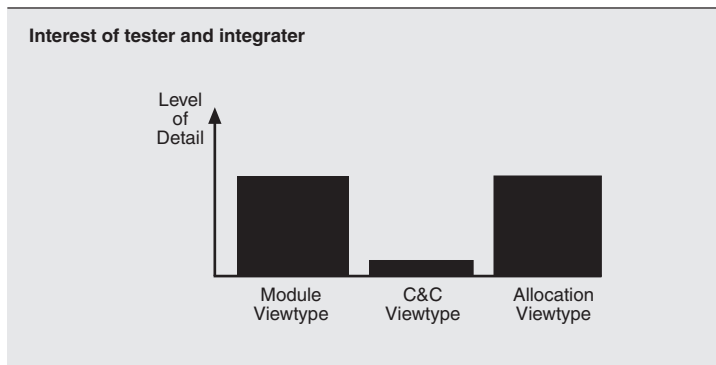 Interest of tester and integrater
Level
of
Detail
Module
Viewtype
C&C
Viewtype
Allocation
Viewtype